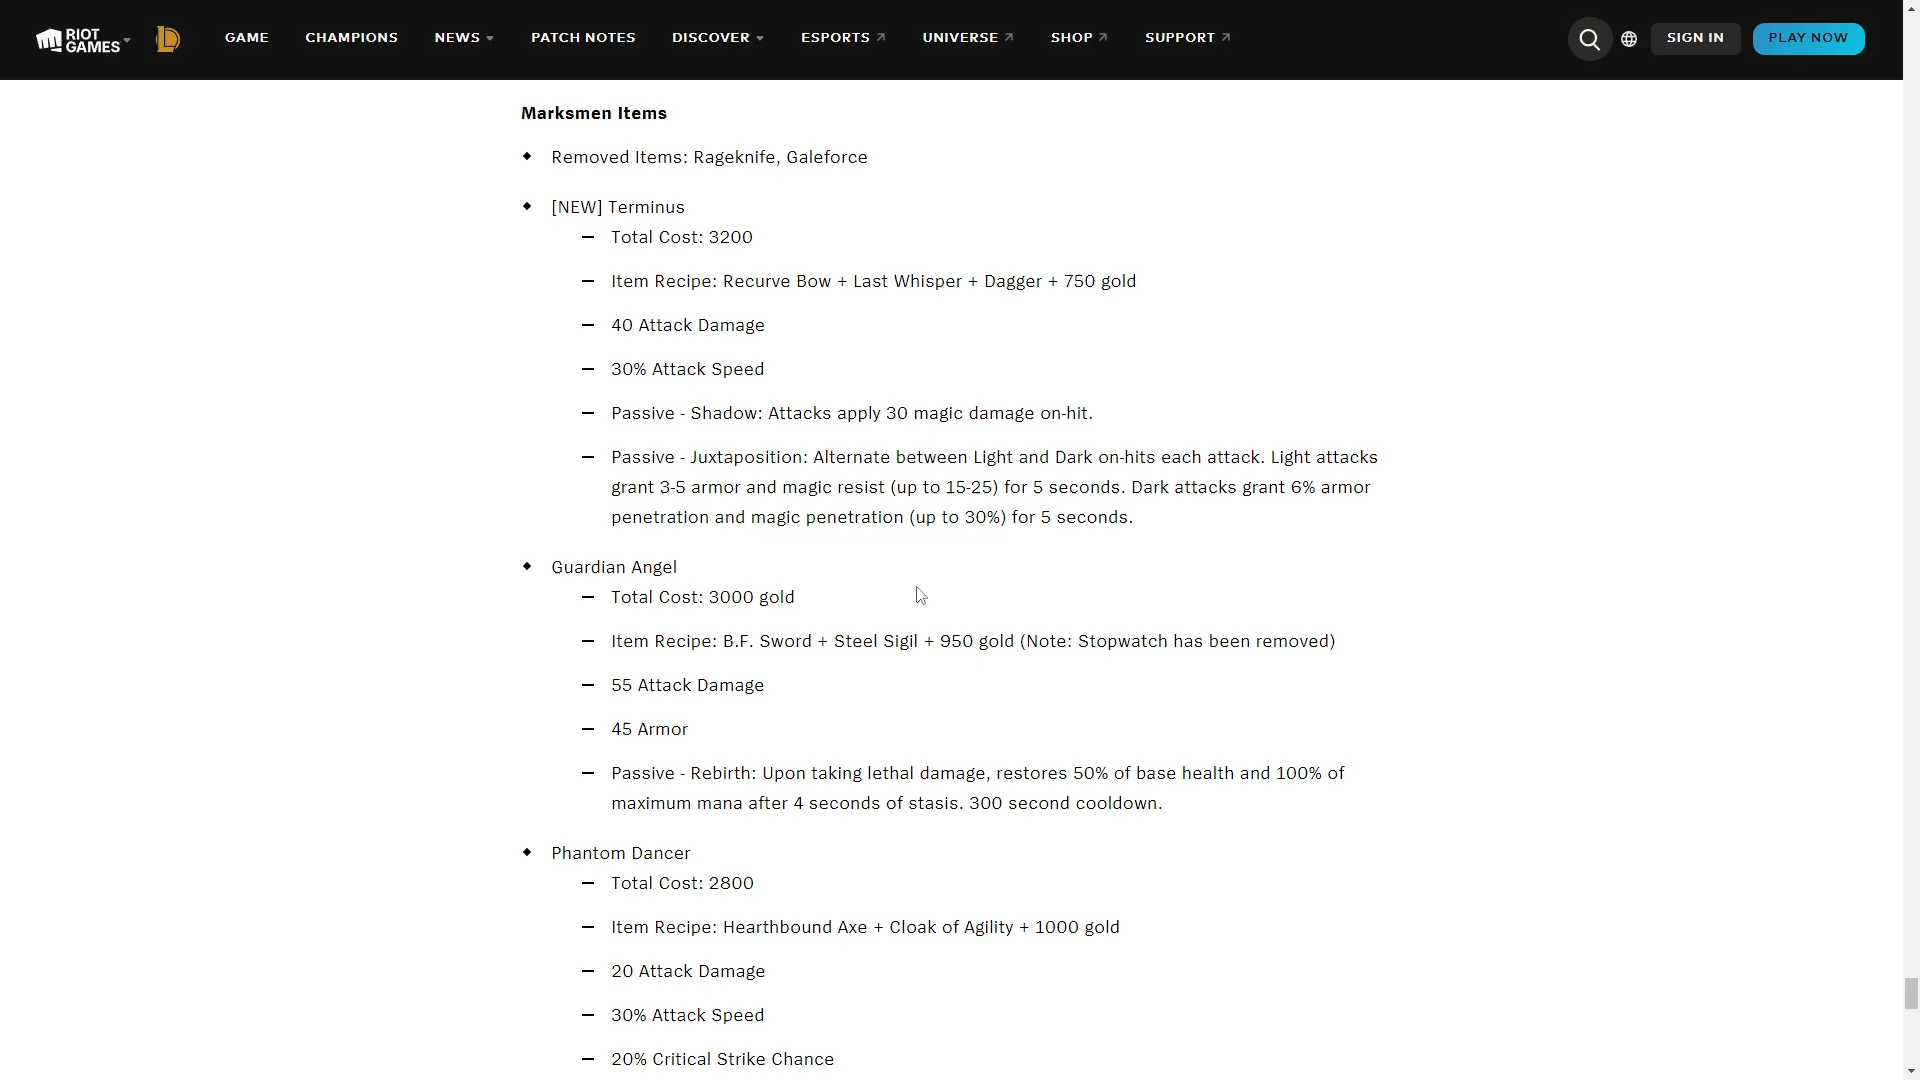 RIOT GAMES
GAME
CHAMPIONS
NEWS
PATCH NOTES
DISCOVER
ESPORTS
UNIVERSE
SHOP
SUPPORT
SIGN IN
PLAY NOW
Marksmen Items
Removed Items: Rageknife, Galeforce
[NEW] Terminus
Total Cost: 3200
Item Recipe: Recurve Bow + Last Whisper + Dagger + 750 gold
40 Attack Damage
30% Attack Speed
Passive - Shadow: Attacks apply 30 magic damage on-hit.
Passive - Juxtaposition: Alternate between Light and Dark on-hits each attack. Light attacks
grant 3-5 armor and magic resist (up to 15-25) for 5 seconds. Dark attacks grant 6% armor
penetration and magic penetration (up to 30%) for 5 seconds.
Guardian Angel
Total Cost: 3000 gold
Item Recipe: B.F. Sword + Steel Sigil + 950 gold (Note: Stopwatch has been removed)
55 Attack Damage
45 Armor
Passive - Rebirth: Upon taking lethal damage, restores 50% of base health and 100% of
maximum mana after 4 seconds of stasis. 300 second cooldown.
Phantom Dancer
Total Cost: 2800
Item Recipe: Hearthbound Axe + Cloak of Agility + 1000 gold
20 Attack Damage
30% Attack Speed
20% Critical Strike Chance